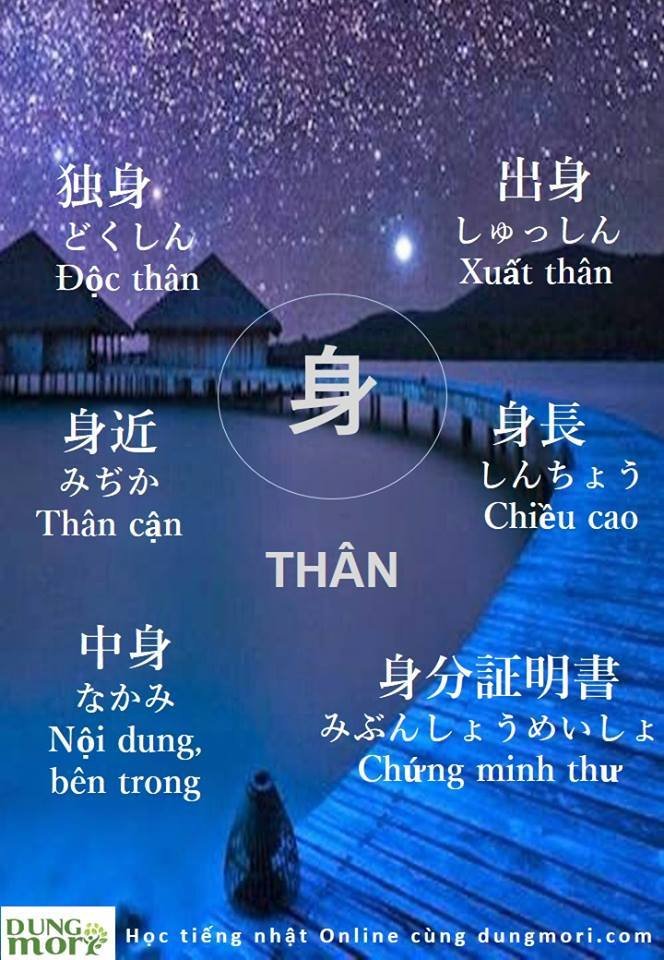 独身
どくしん
Độc thân
出身
しゅっしん
Xuất thân
身
THÂN
身近
みぢか
Thân cận
身長
しんちょう
Chiều cao
中身
なかみ
Nội dung,
bên trong
身分証明書
みぶんしょうめいしょ
Chứng minh thư
DUNG
mori
Học tiếng nhật Online cùng dungmori.com